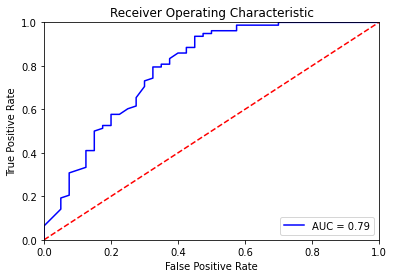 Receiver Operating Characteristic
True Positive Rate
1.0
0.8
0.6
0.4
0.2
0.0
AUC = 0.79
0.0 0.2 0.4 0.6 0.8 1.0
False Positive Rate